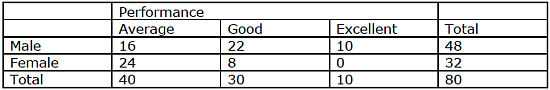 Performance
Average Good Excellent Total
Male 16 22 10 48
Female 24 8 0 32
Total 40 30 10 80